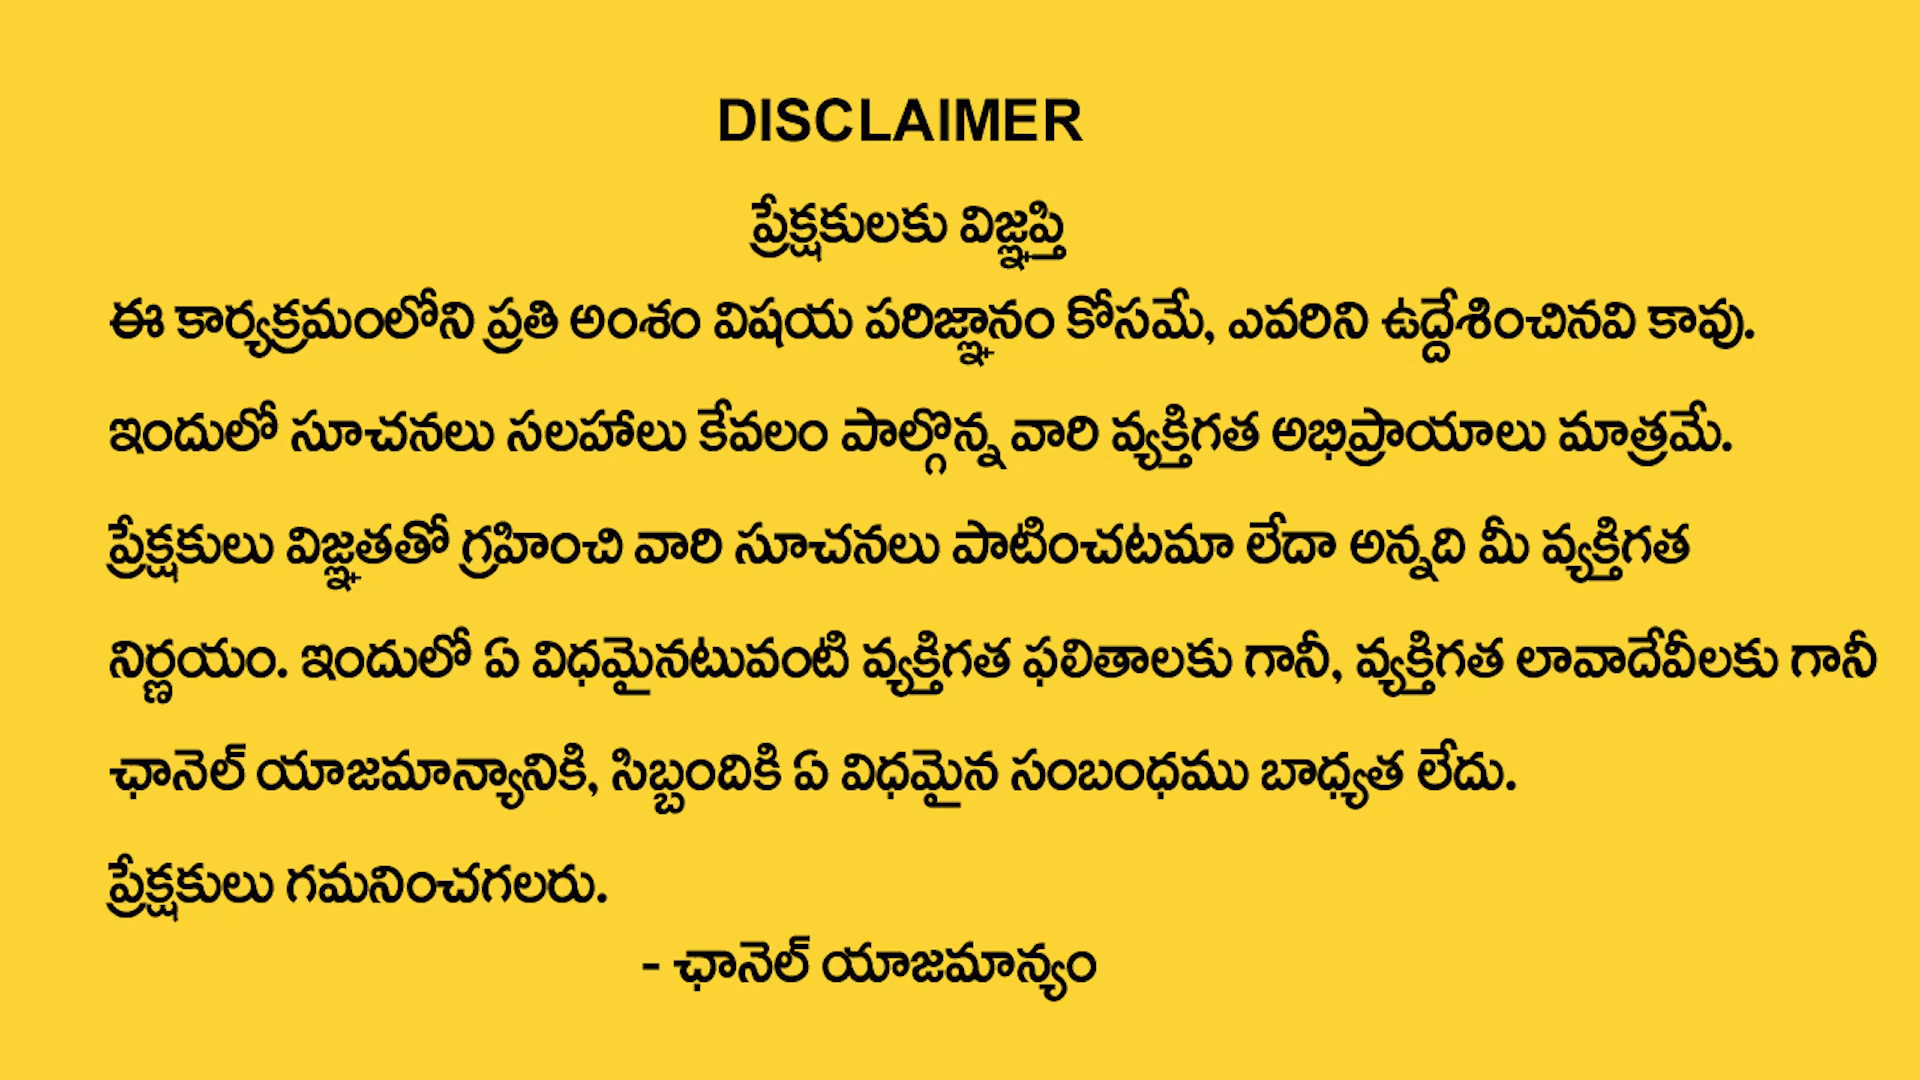 DISCLAIMER
ప్రేక్షకులకు విజ్ఞప్తి
ఈ కార్యక్రమంలోని ప్రతి అంశం విషయ పరిజ్ఞానం కోసమే, ఎవరిని ఉద్దేశించినవి కావు.
ఇందులో సూచనలు సలహాలు కేవలం పాల్గొన్న వారి వ్యక్తిగత అభిప్రాయాలు మాత్రమే.
ప్రేక్షకులు విజ్ఞతతో గ్రహించి వారి సూచనలు పాటించటమా లేదా అన్నది మీ వ్యక్తిగత
నిర్ణయం. ఇందులో ఏ విధమైనటువంటి వ్యక్తిగత ఫలితాలకు గానీ, వ్యక్తిగత లావాదేవీలకు గానీ
ఛానెల్ యాజమాన్యానికి, సిబ్బందికి ఏ విధమైన సంబంధము బాధ్యత లేదు.
ప్రేక్షకులు గమనించగలరు.
- ఛానెల్ యాజమాన్యం